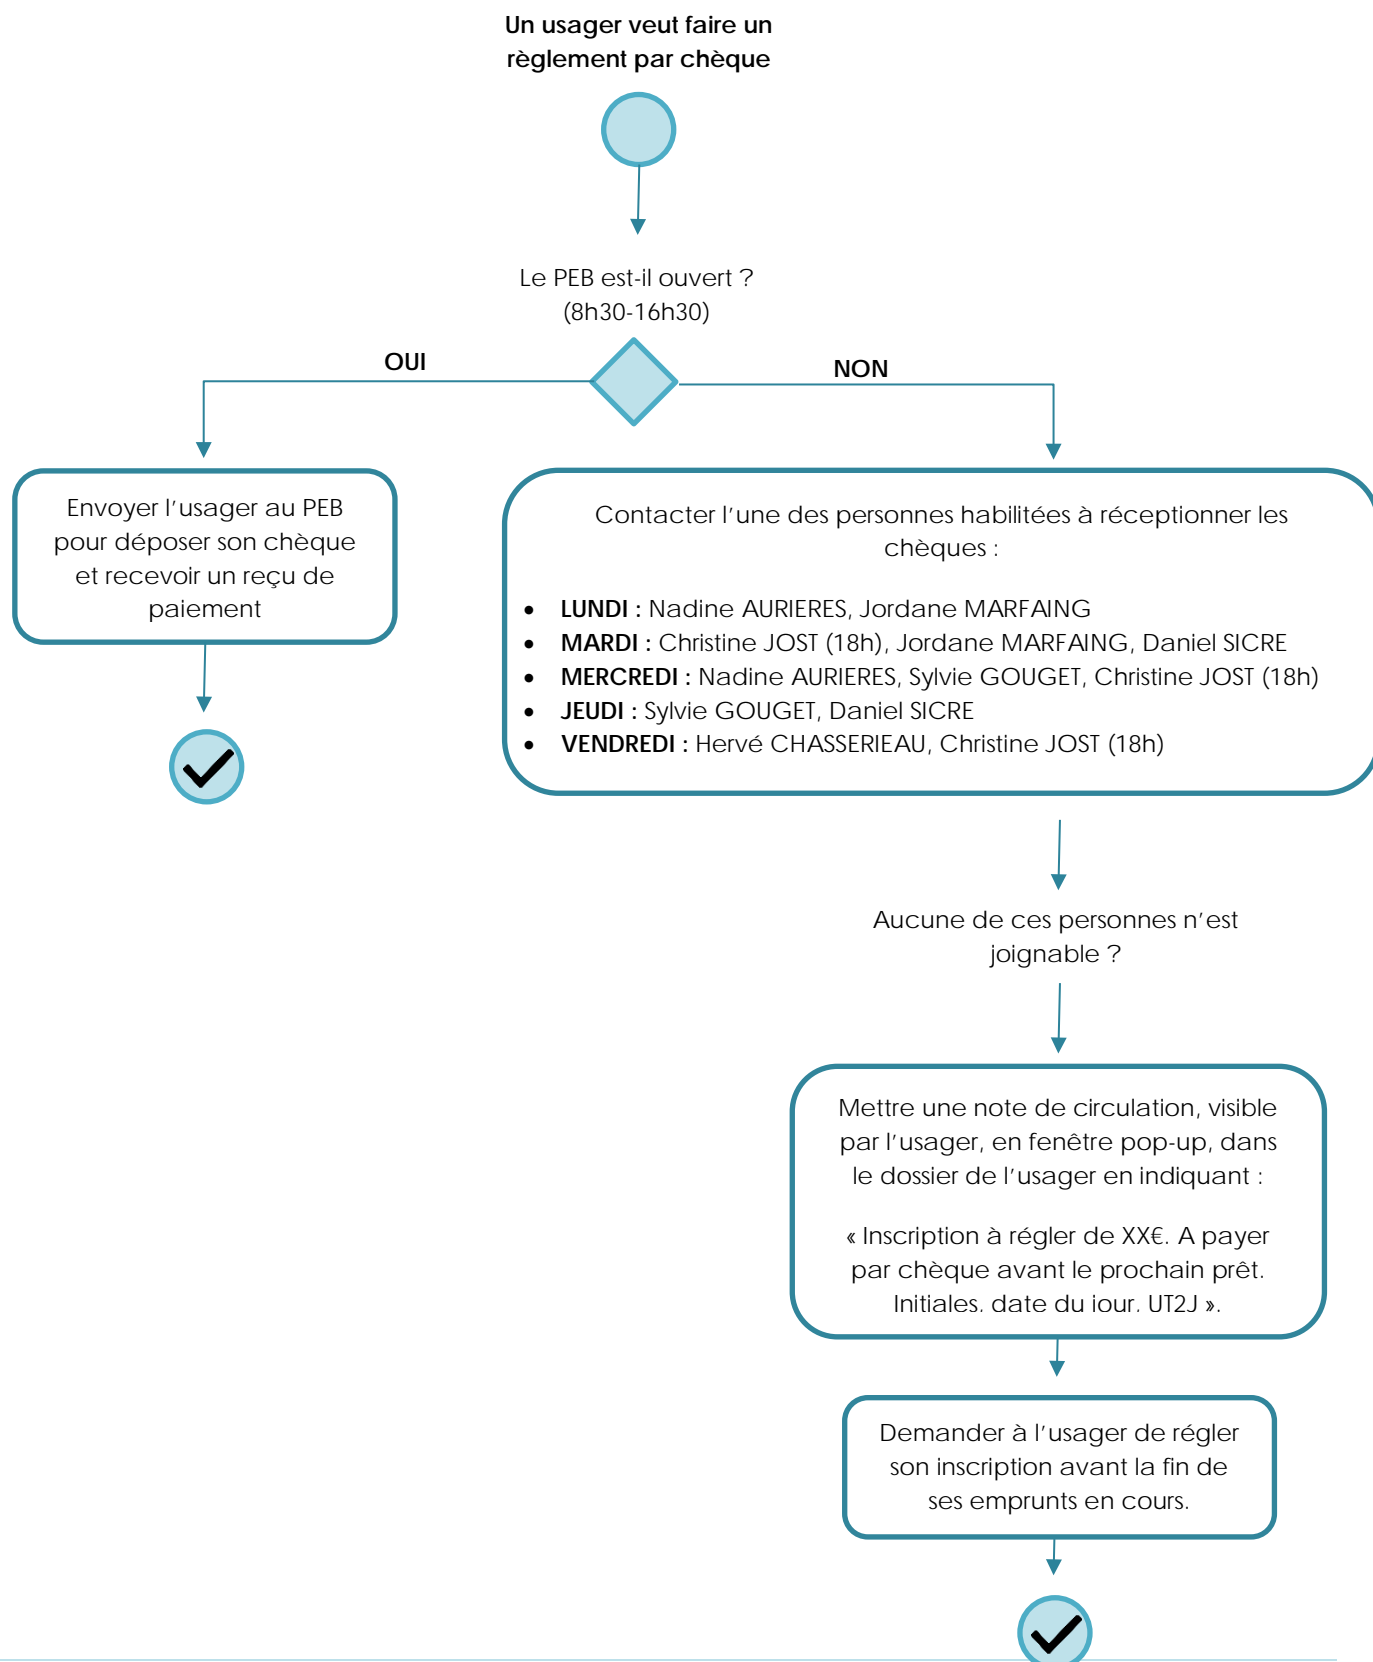 Un usager veut faire un
règlement par chèque
Le PEB est-il ouvert ?
(8h30-16h30)
OUI
NON
Envoyer l’usager au PEB
pour déposer son chèque
et recevoir un reçu de
paiement
Contacter l’une des personnes habilitées à réceptionner les
chèques :
• LUNDI : Nadine AURIERES, Jordane MARFAING
• MARDI : Christine JOST (18h), Jordane MARFAING, Daniel SICRE
• MERCREDI : Nadine AURIERES, Sylvie GOUGET, Christine JOST (18h)
• JEUDI : Sylvie GOUGET, Daniel SICRE
• VENDREDI : Hervé CHASSERIEAU, Christine JOST (18h)
Aucune de ces personnes n’est
joignable ?
Mettre une note de circulation, visible
par l’usager, en fenêtre pop-up, dans
le dossier de l’usager en indiquant :
« Inscription à régler de XX€. A payer
par chèque avant le prochain prêt.
Initiales, date du jour, UT2J ».
Demander à l’usager de régler
son inscription avant la fin de
ses emprunts en cours.